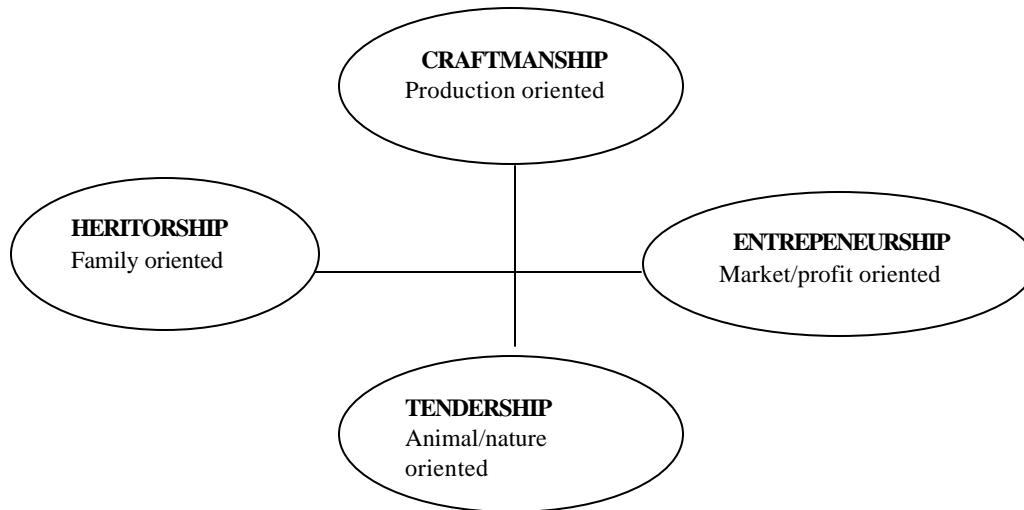 CRAFTMANSHIP
Production oriented
HERITORSHIP
Family oriented
ENTREPENEURSHIP
Market/profit oriented
TENDERSHIP
Animal/nature
oriented